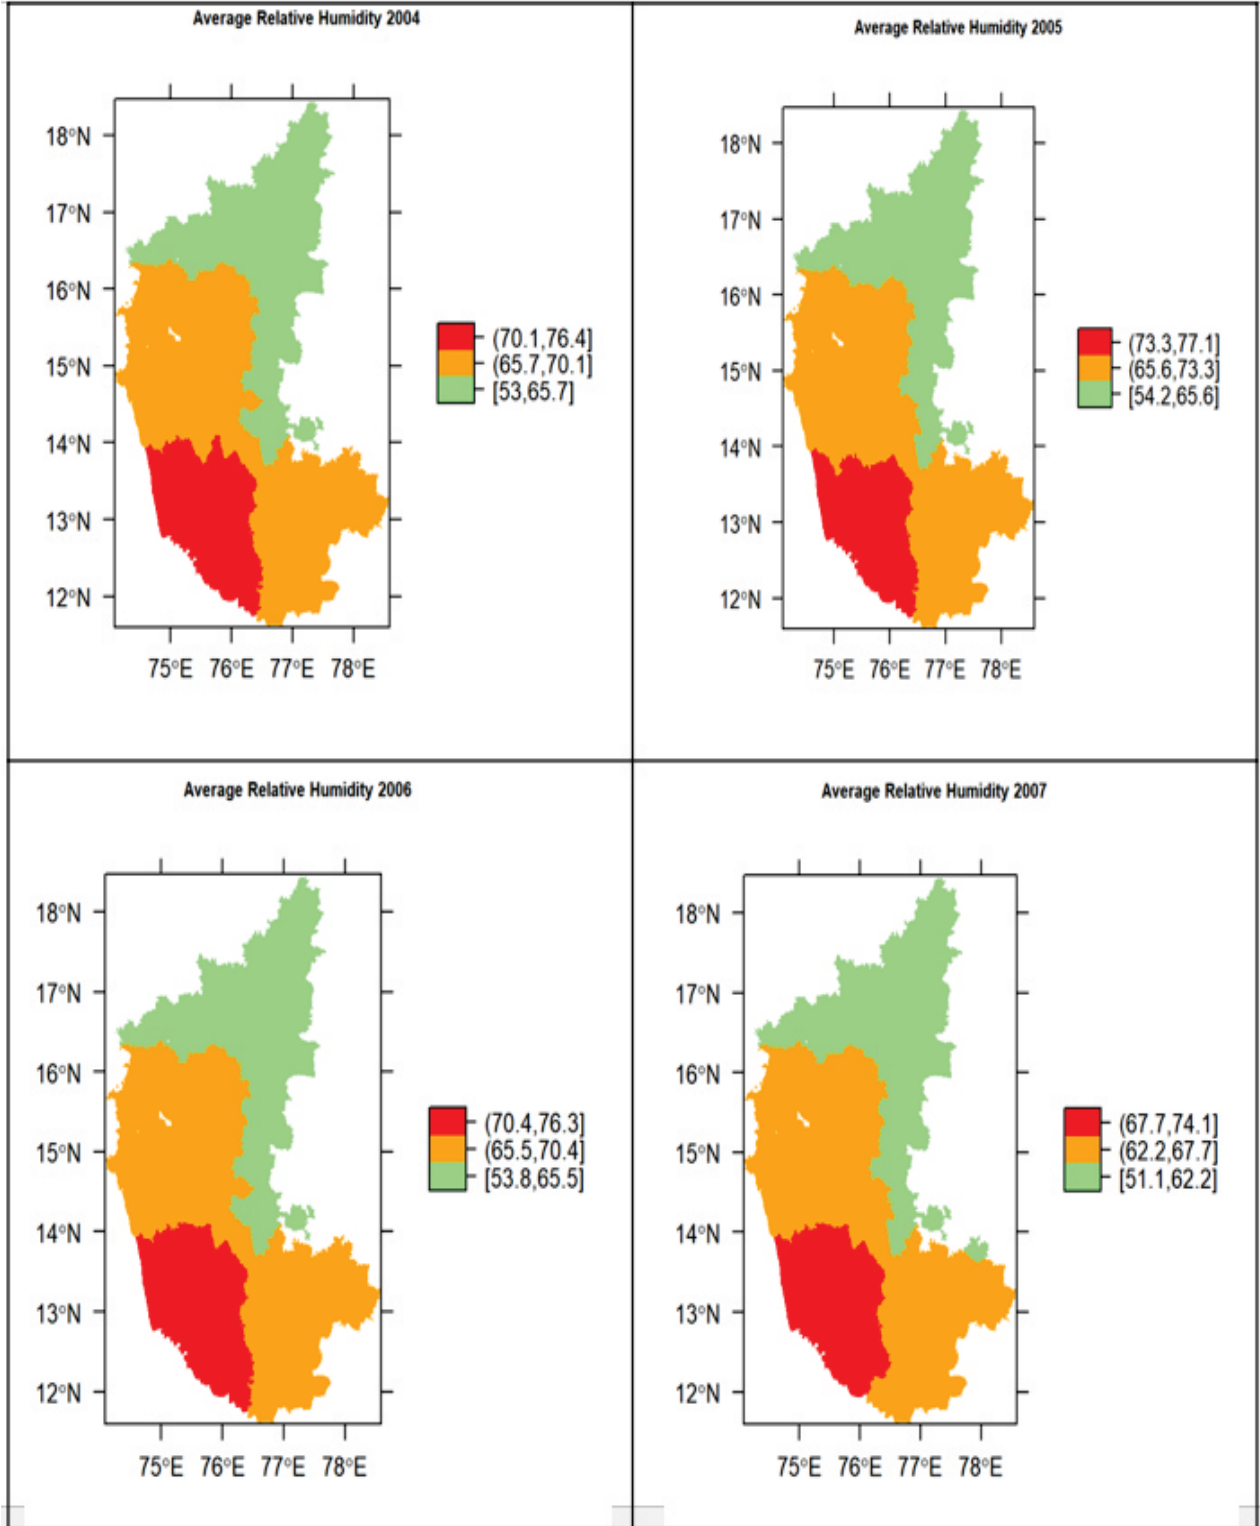 Average Relative Humidity 2004
18°N
17°N
16°N
15°N
14°N
13°N
12°N
75°E 76°E 77°E 78°E
(70.1,76.4]
(65.7,70.1]
[53,65.7]
Average Relative Humidity 2005
18°N
17°N
16°N
15°N
14°N
13°N
12°N
75°E 76°E 77°E 78°E
(73.3,77.1]
(65.6,73.3]
[54.2,65.6]
Average Relative Humidity 2006
18°N
17°N
16°N
15°N
14°N
13°N
12°N
75°E 76°E 77°E 78°E
(70.4,76.3]
(65.5,70.4]
[53.8,65.5]
Average Relative Humidity 2007
18°N
17°N
16°N
15°N
14°N
13°N
12°N
75°E 76°E 77°E 78°E
(67.7,74.1]
(62.2,67.7]
[51.1,62.2]